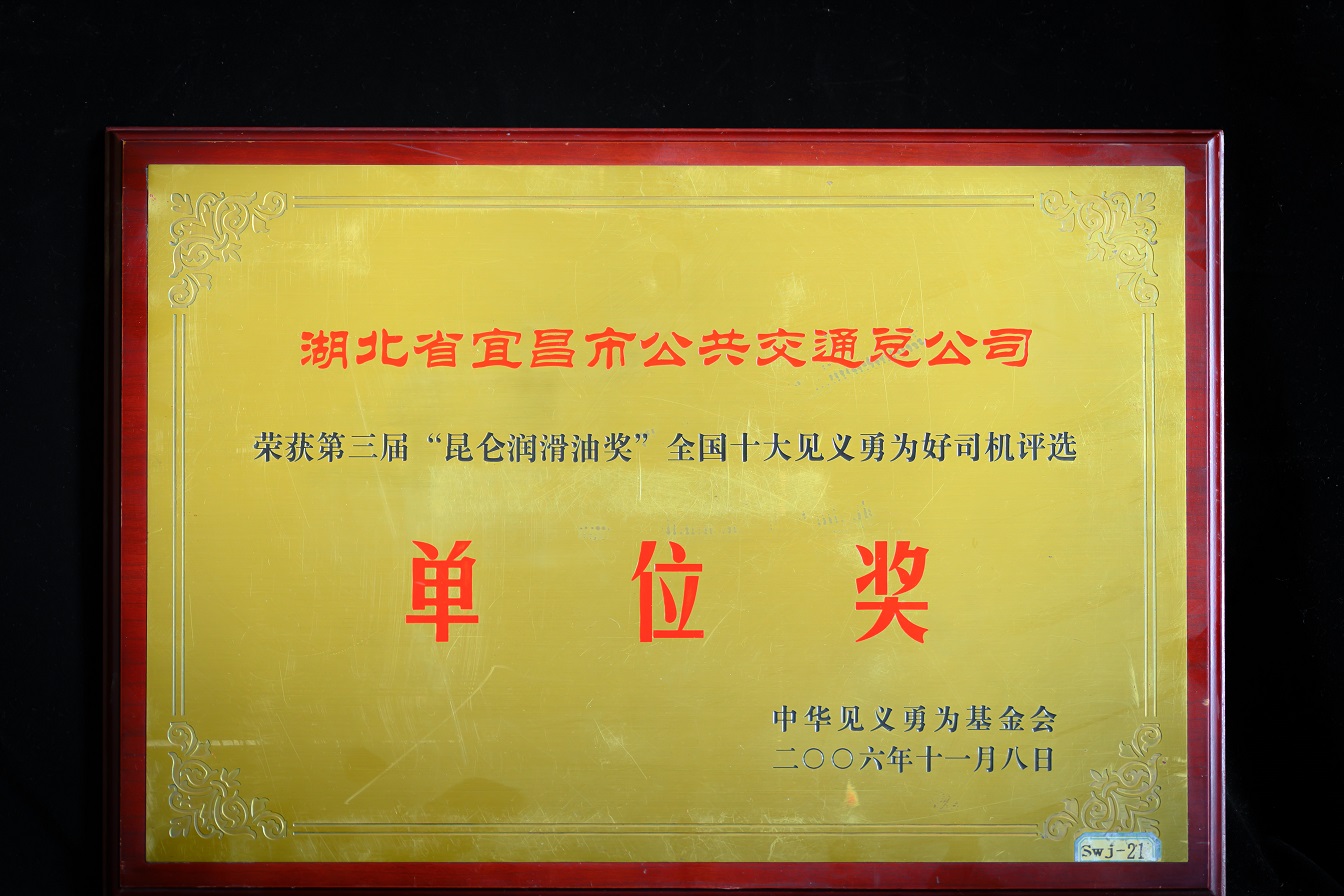 湖北省宜昌市公共交通总公司
荣获第三届“昆仑润滑油奖”全国十大见义勇为好司机评选
单位奖
中华见义勇为基金会
二〇〇六年十一月八日
Swj-21